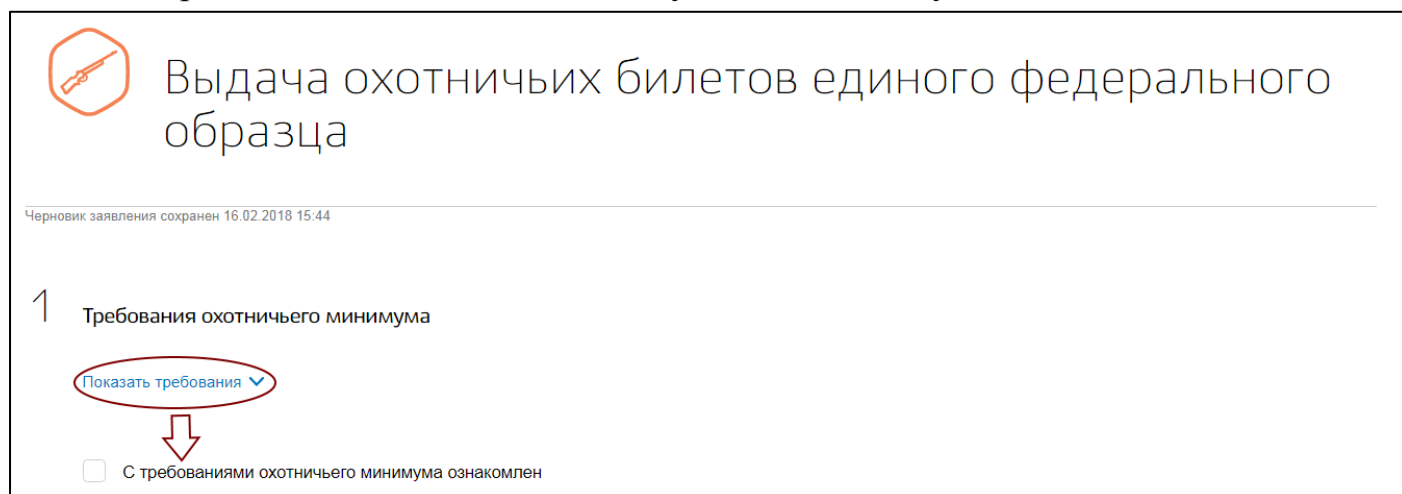 Выдача охотничьих билетов единого федерального
образца
Черновик заявления сохранен 16.02.2018 15:44
1 Требования охотничьего минимума
Показать требования
С требованиями охотничьего минимума ознакомлен